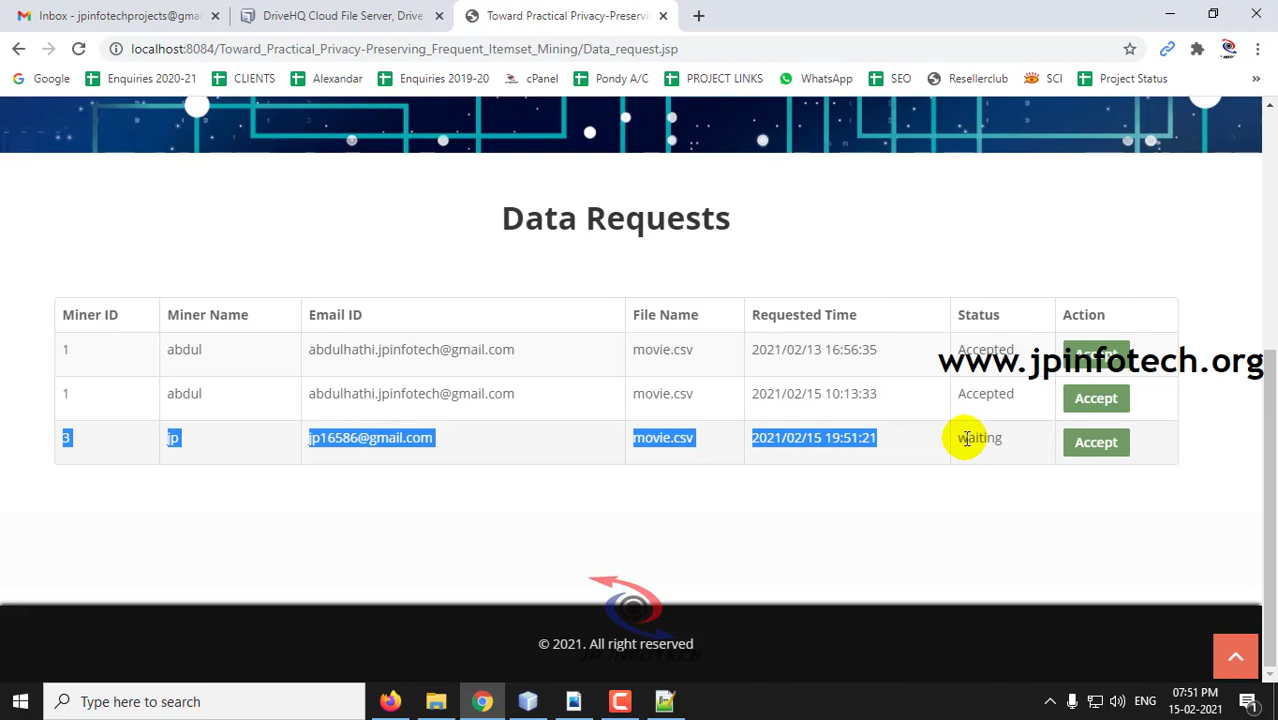 Inbox - jpinfotechprojects@gma
DriveHQ Cloud File Server, Drive
Toward Practical Privacy-Preservi
localhost:8084/Toward_Practical_Privacy-Preserving_Frequent_Itemset_Mining/Data_request.jsp
Google Enquiries 2020-21 CLIENTS Alexandar Enquiries 2019-20 cPanel Pondy A/C PROJECT LINKS WhatsApp SEO Resellerclub SCI Project Status »
Data Requests
Miner ID Miner Name Email ID File Name Requested Time Status Action
1 abdul abdulhathi.jpinfotech@gmail.com movie.csv 2021/02/13 16:56:35 Accepted
www.jpinfotech.org
1 abdul abdulhathi.jpinfotech@gmail.com movie.csv 2021/02/15 10:13:33 Accepted Accept
3 jp jp16586@gmail.com movie.csv 2021/02/15 19:51:21 waiting Accept
© 2021. All right reserved
JP INFOTECH
Type here to search
ENG
07:51 PM
15-02-2021
1